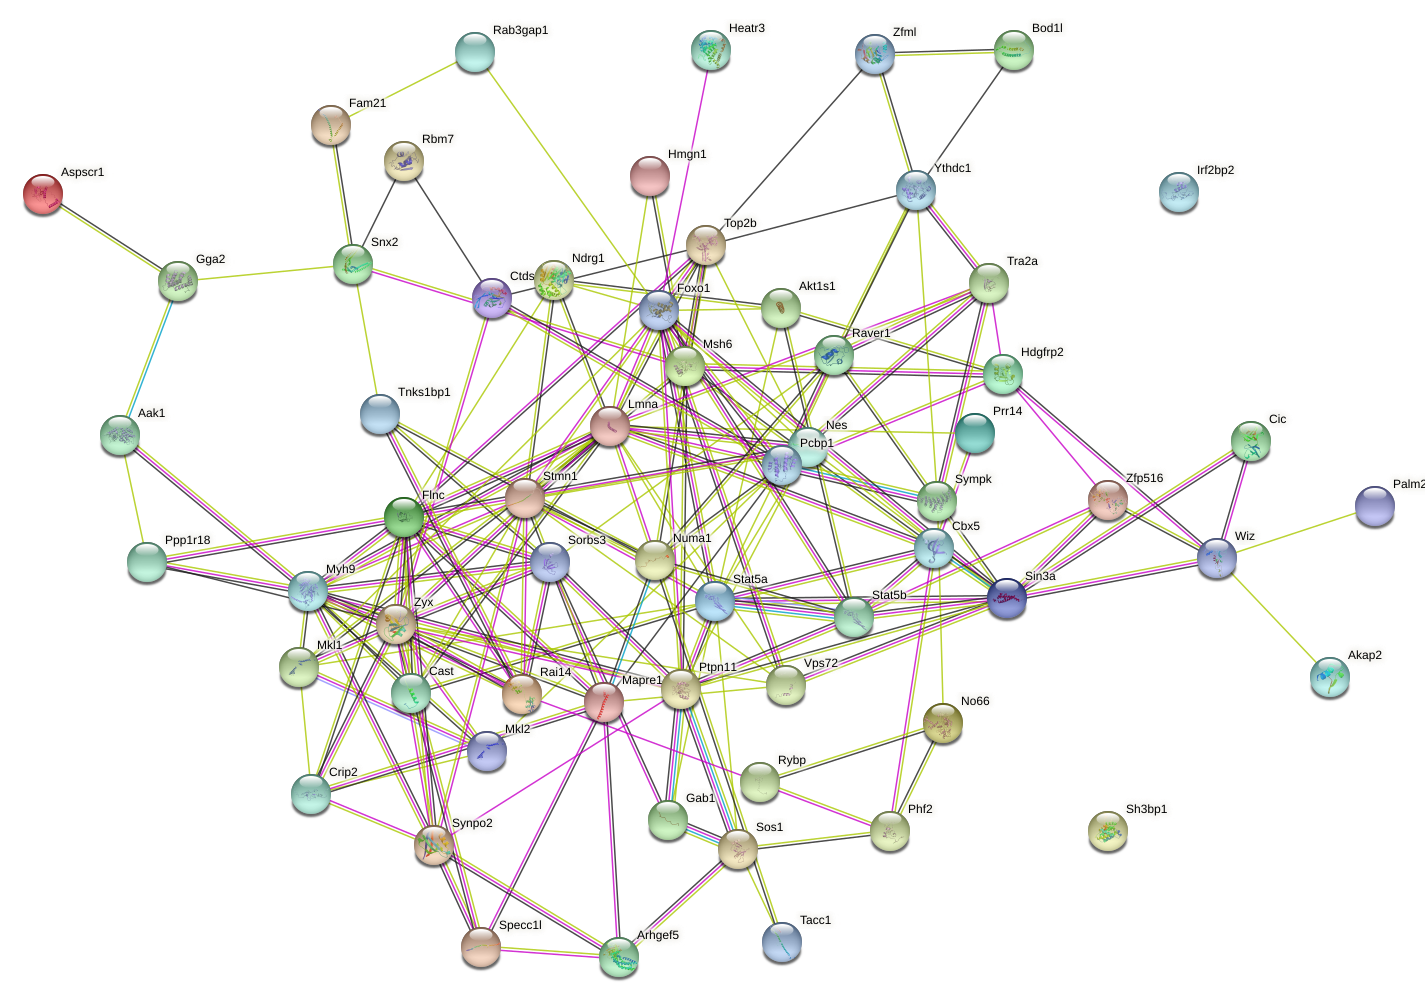 Rab3gap1
Heatr3
Zfml
Bod1l
Fam21
Rbm7
Hmgn1
Aspscr1
Ythdc1
Irf2bp2
Top2b
Snx2
Gga2
Ndrg1
Ctds
Tra2a
Foxo1
Akt1s1
Raver1
Msh6
Hdgfrp2
Tnks1bp1
Lmna
Aak1
Nes
Prr14
Cic
Pcbp1
Stmn1
Sympk
Zfp516
Palm2
Flnc
Cbx5
Ppp1r18
Sorbs3
Numa1
Wiz
Myh9
Stat5a
Sin3a
Stat5b
Zyx
Mkl1
Cast
Rai14
Mapre1
Ptpn11
Vps72
Akap2
No66
Mkl2
Crip2
Rybp
Gab1
Synpo2
Sos1
Phf2
Sh3bp1
Specc1l
Arhgef5
Tacc1